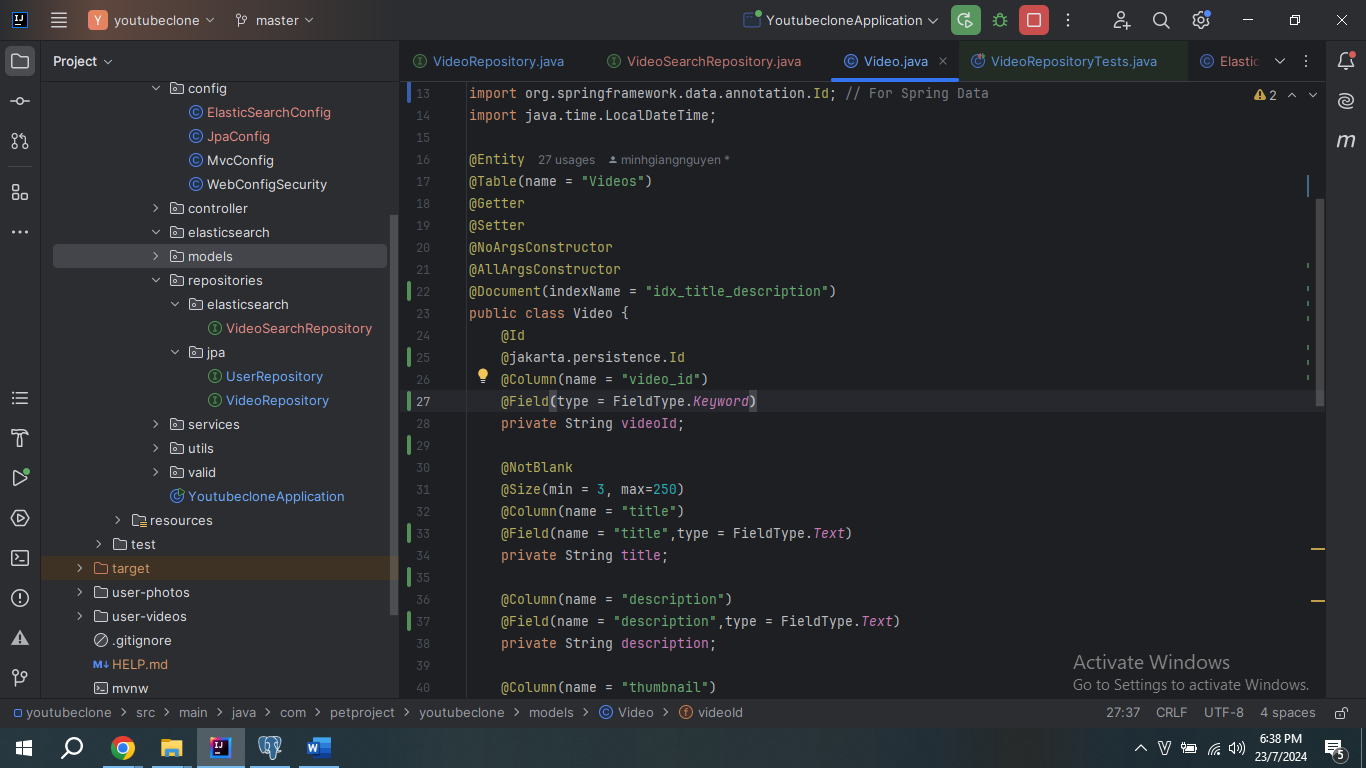 youtubeclone
master
YoutubecloneApplication
Project
VideoRepository.java
VideoSearchRepository.java
Video.java
VideoRepositoryTests.java
Elastic
config
ElasticSearchConfig
JpaConfig
MvcConfig
WebConfigSecurity
controller
elasticsearch
models
repositories
elasticsearch
VideoSearchRepository
jpa
UserRepository
VideoRepository
services
utils
valid
YoutubecloneApplication
resources
test
target
user-photos
user-videos
.gitignore
HELP.md
mvnw
2
13 import org.springframework.data.annotation.Id; // For Spring Data
14 import java.time.LocalDateTime;
15
16 @Entity 27 usages minhgiangnguyen *
17 @Table(name = "Videos")
18 @Getter
19 @Setter
20 @NoArgsConstructor
21 @AllArgsConstructor
22 @Document(indexName = "idx_title_description")
23 public class Video {
24 @Id
25 @jakarta.persistence.Id
26 @Column(name = "video_id")
27 @Field(type = FieldType.Keyword)
28 private String videoId;
29
30 @NotBlank
31 @Size(min = 3, max=250)
32 @Column(name = "title")
33 @Field(name = "title",type = FieldType.Text)
34 private String title;
35
36 @Column(name = "description")
37 @Field(name = "description",type = FieldType.Text)
38 private String description;
39
40 @Column(name = "thumbnail")
Activate Windows
Go to Settings to activate Windows.
youtubeclone > src > main > java > com > petproject > youtubeclone > models > Video > videoId
27:37 CRLF UTF-8 4 spaces
6:38 PM
23/7/2024
5